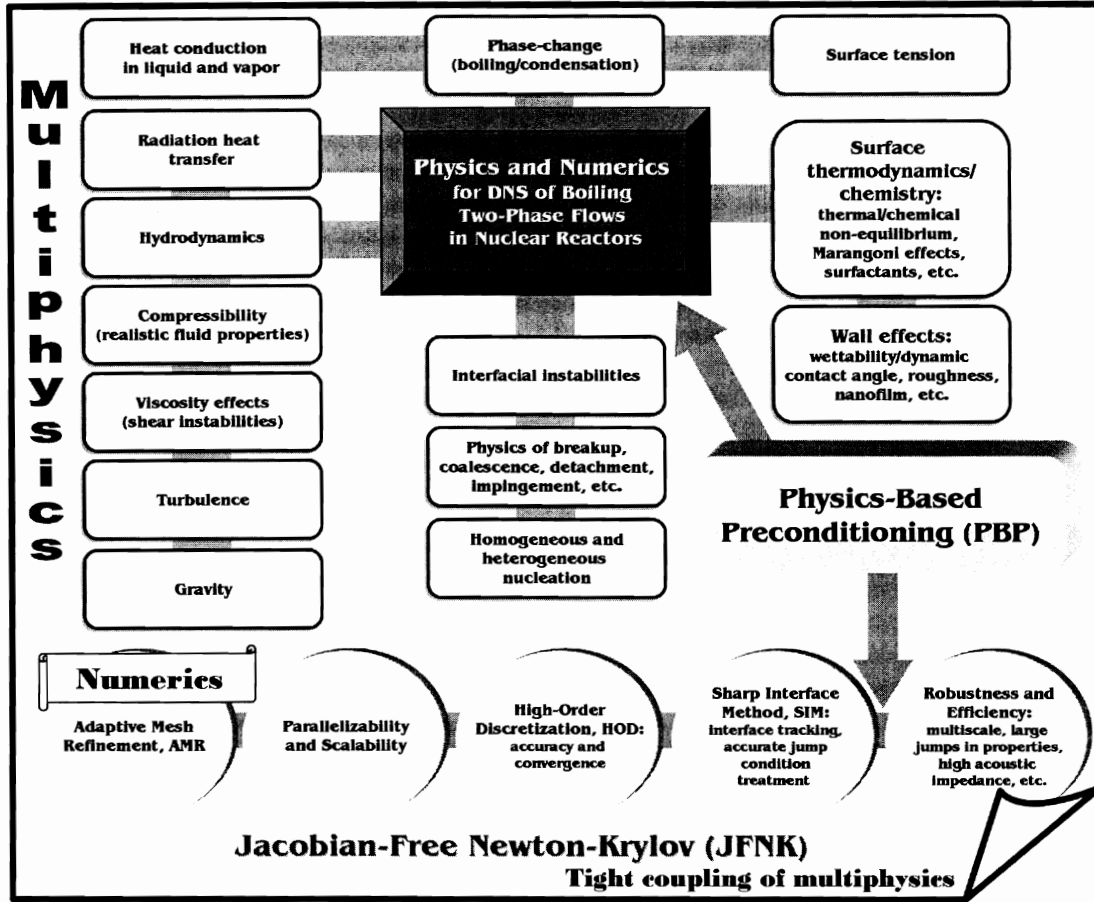 Multiphysics
Heat conduction
in liquid and vapor
Phase-change
(boiling/condensation)
Surface tension
Radiation heat
transfer
Hydrodynamics
Compressibility
(realistic fluid properties)
Viscosity effects
(shear instabilities)
Turbulence
Gravity
Physics and Numerics
for DNS of Boiling
Two-Phase Flows
in Nuclear Reactors
Interfacial instabilities
Physics of breakup,
coalescence, detachment,
impingement, etc.
Homogeneous and
heterogeneous
nucleation
Surface
thermodynamics/
chemistry:
thermal/chemical
non-equilibrium,
Marangoni effects,
surfactants, etc.
Wall effects:
wettability/dynamic
contact angle, roughness,
nanofilm, etc.
Physics-Based
Preconditioning (PBP)
Numerics
Adaptive Mesh
Refinement, AMR
Parallelizability
and Scalability
High-Order
Discretization, HOD:
accuracy and
convergence
Sharp Interface
Method, SIM:
interface tracking,
accurate jump
condition
treatment
Robustness and
Efficiency:
multiscale, large
jumps in properties,
high acoustic
impedance, etc.
Jacobian-Free Newton-Krylov (JFNK)
Tight coupling of multiphysics